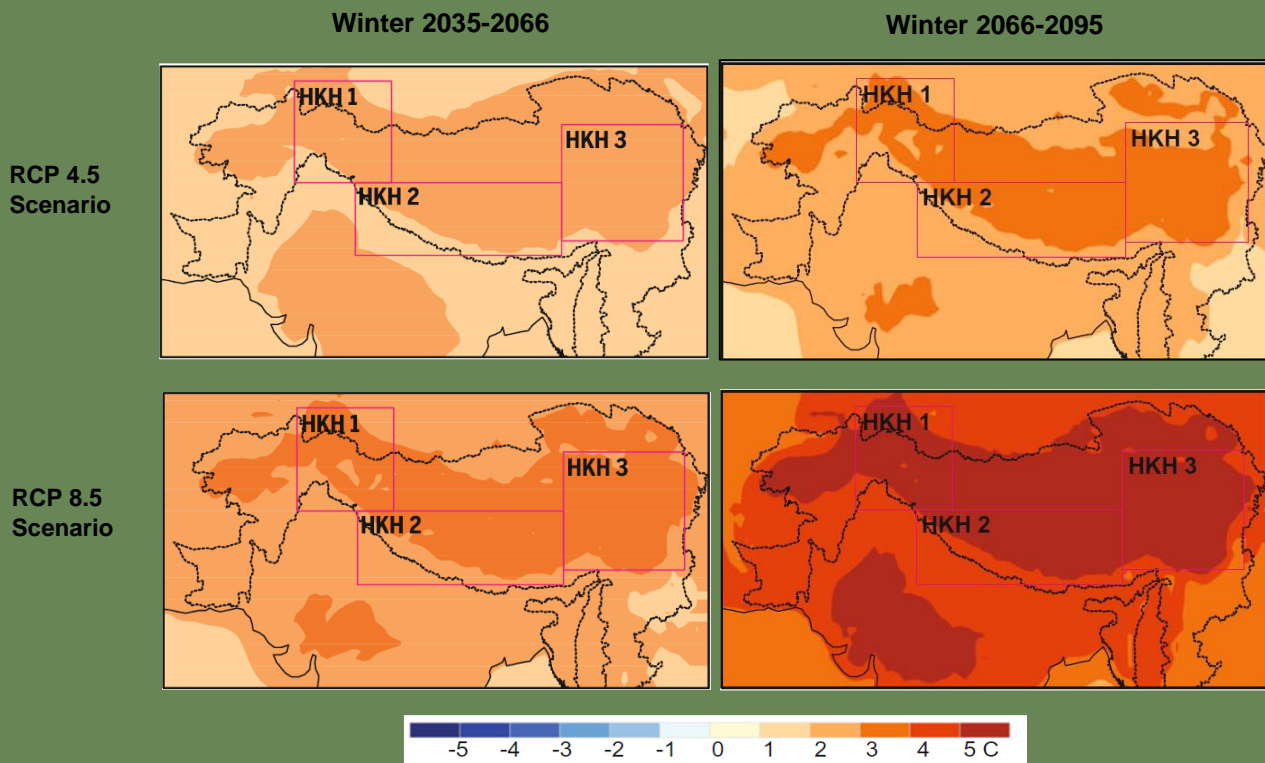 Winter 2035-2066
Winter 2066-2095
RCP 4.5
Scenario
HKH 1
HKH 3
HKH 2
HKH 1
HKH 3
HKH 2
RCP 8.5
Scenario
HKH 1
HKH 3
HKH 2
HKH 1
HKH 3
HKH 2
-5 -4 -3 -2 -1 0 1 2 3 4 5 C